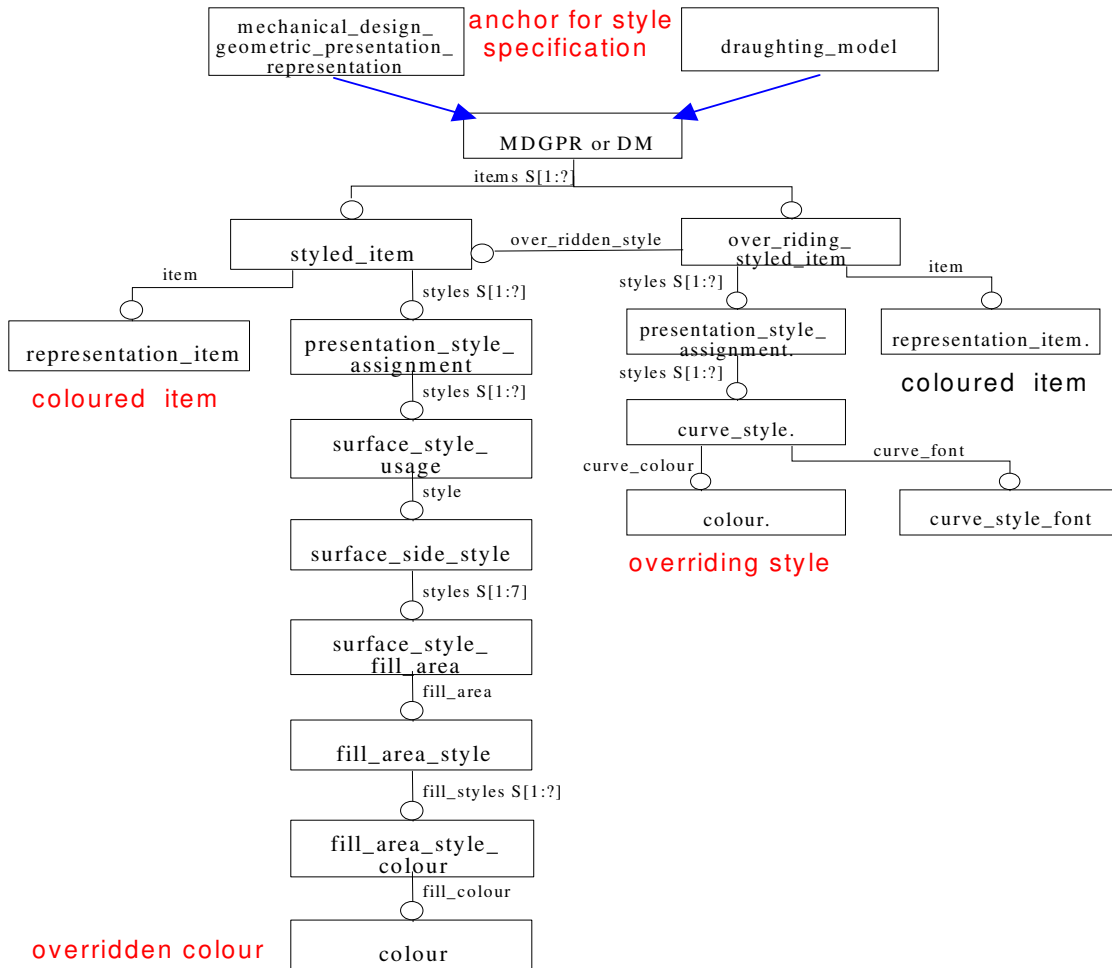 mechanical_design_
geometric_presentation_
representation
anchor for style
specification
draughting_model
MDGPR or DM
items S[1:?]
styled_item
over_ridden_style
over_riding_
styled_item
item
styles S[1:?]
styles S[1:?]
item
representation_item
presentation_style_
assignment
presentation_style_
assignment.
representation_item.
coloured item
styles S[1:?]
styles S[1:?]
coloured item
surface_style_
usage
curve_style.
style
curve_colour
curve_font
surface_side_style
colour.
curve_style_font
overriding style
styles S[1:7]
surface_style_
fill_area
fill_area
fill_area_style
fill_styles S[1:?]
fill_area_style_
colour
fill_colour
overridden colour
colour